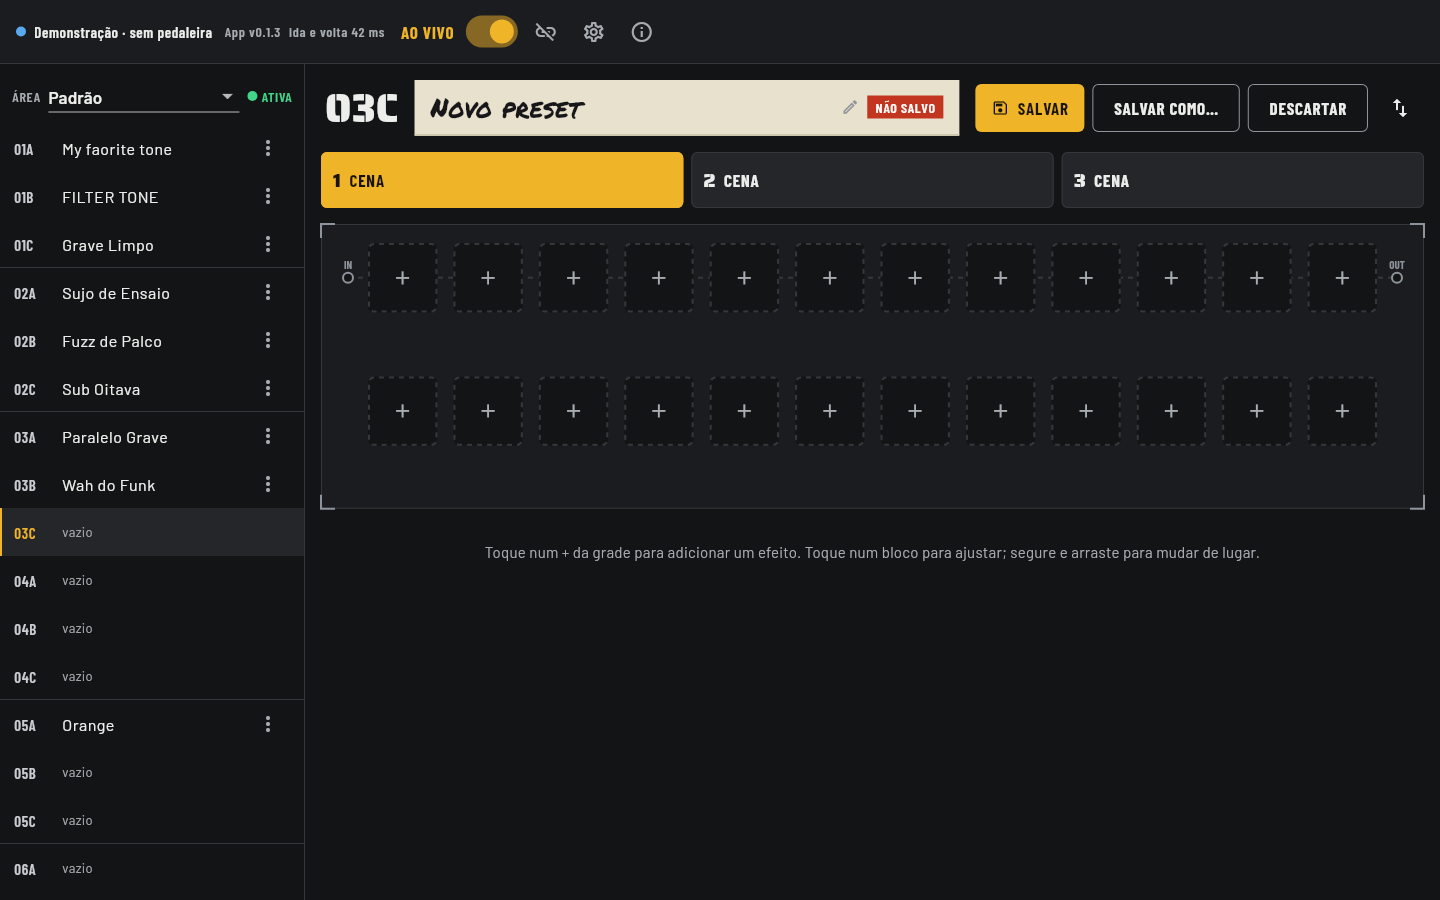 Demonstração · sem pedaleira App v0.1.3 Ida e volta 42 ms AO VIVO
ÁREA Padrão ATIVA
01A My faorite tone
01B FILTER TONE
01C Grave Limpo
02A Sujo de Ensaio
02B Fuzz de Palco
02C Sub Oitava
03A Paralelo Grave
03B Wah do Funk
03C vazio
04A vazio
04B vazio
04C vazio
05A Orange
05B vazio
05C vazio
06A vazio
03C Novo preset NÃO SALVO SALVAR SALVAR COMO... DESCARTAR
1 CENA 2 CENA 3 CENA
IN + + + + + + + + + + + + OUT
+ + + + + + + + + + + +
Toque num + da grade para adicionar um efeito. Toque num bloco para ajustar; segure e arraste para mudar de lugar.